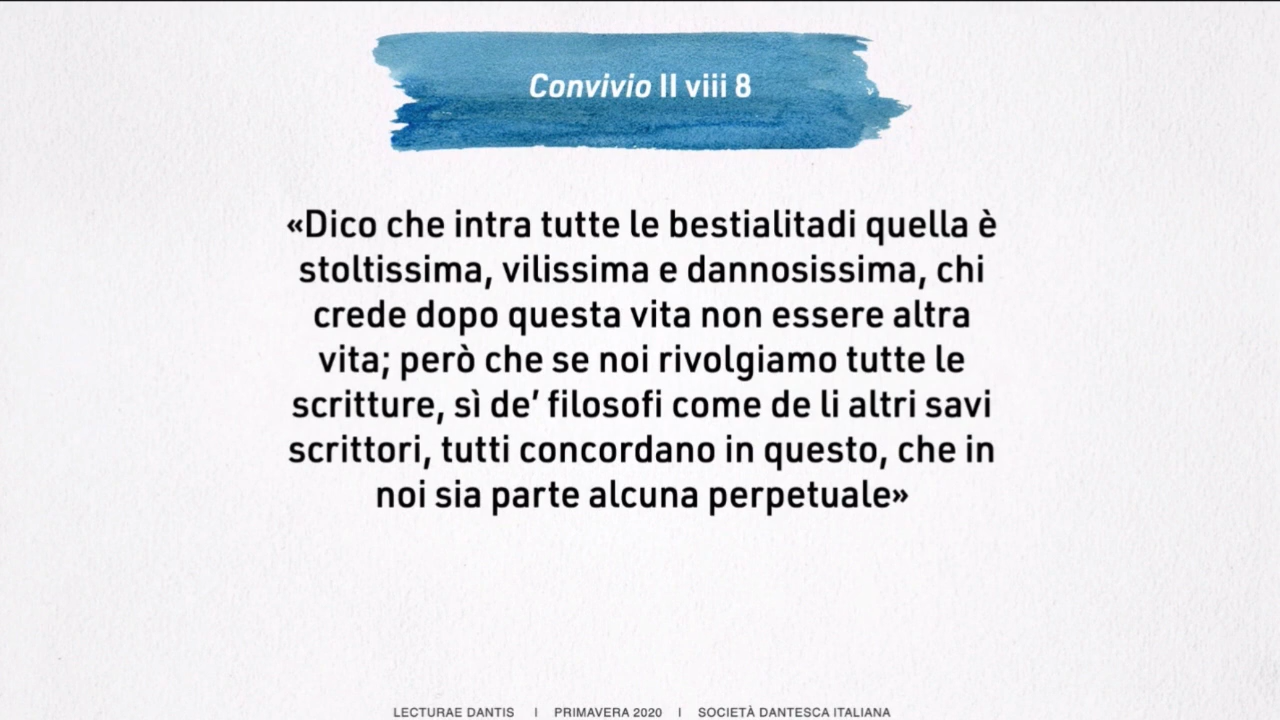 Convivio II viii 8
«Dico che intra tutte le bestialitadi quella è
stoltissima, vilissima e dannosissima, chi
crede dopo questa vita non essere altra
vita; però che se noi rivolgiamo tutte le
scritture, sì de’ filosofi come de li altri savi
scrittori, tutti concordano in questo, che in
noi sia parte alcuna perpetuale»
LECTURAE DANTIS | PRIMAVERA 2020 | SOCIETÀ DANTESCA ITALIANA